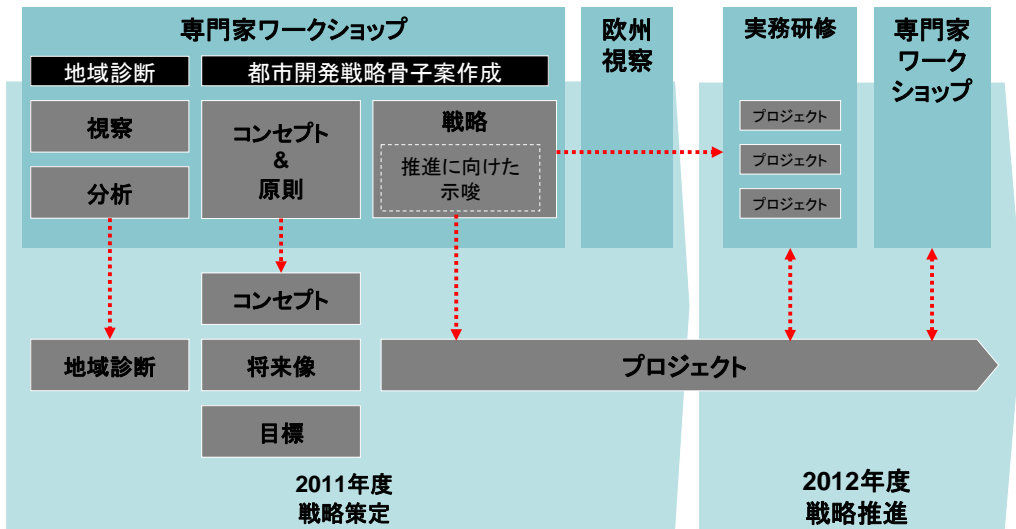 専門家ワークショップ
地域診断
都市開発戦略骨子案作成
視察
分析
コンセプト
&
原則
戦略
推進に向けた
示唆
欧州
視察
実務研修
プロジェクト
プロジェクト
プロジェクト
専門家
ワーク
ショップ
コンセプト
地域診断
将来像
目標
プロジェクト
2011年度
戦略策定
2012年度
戦略推進